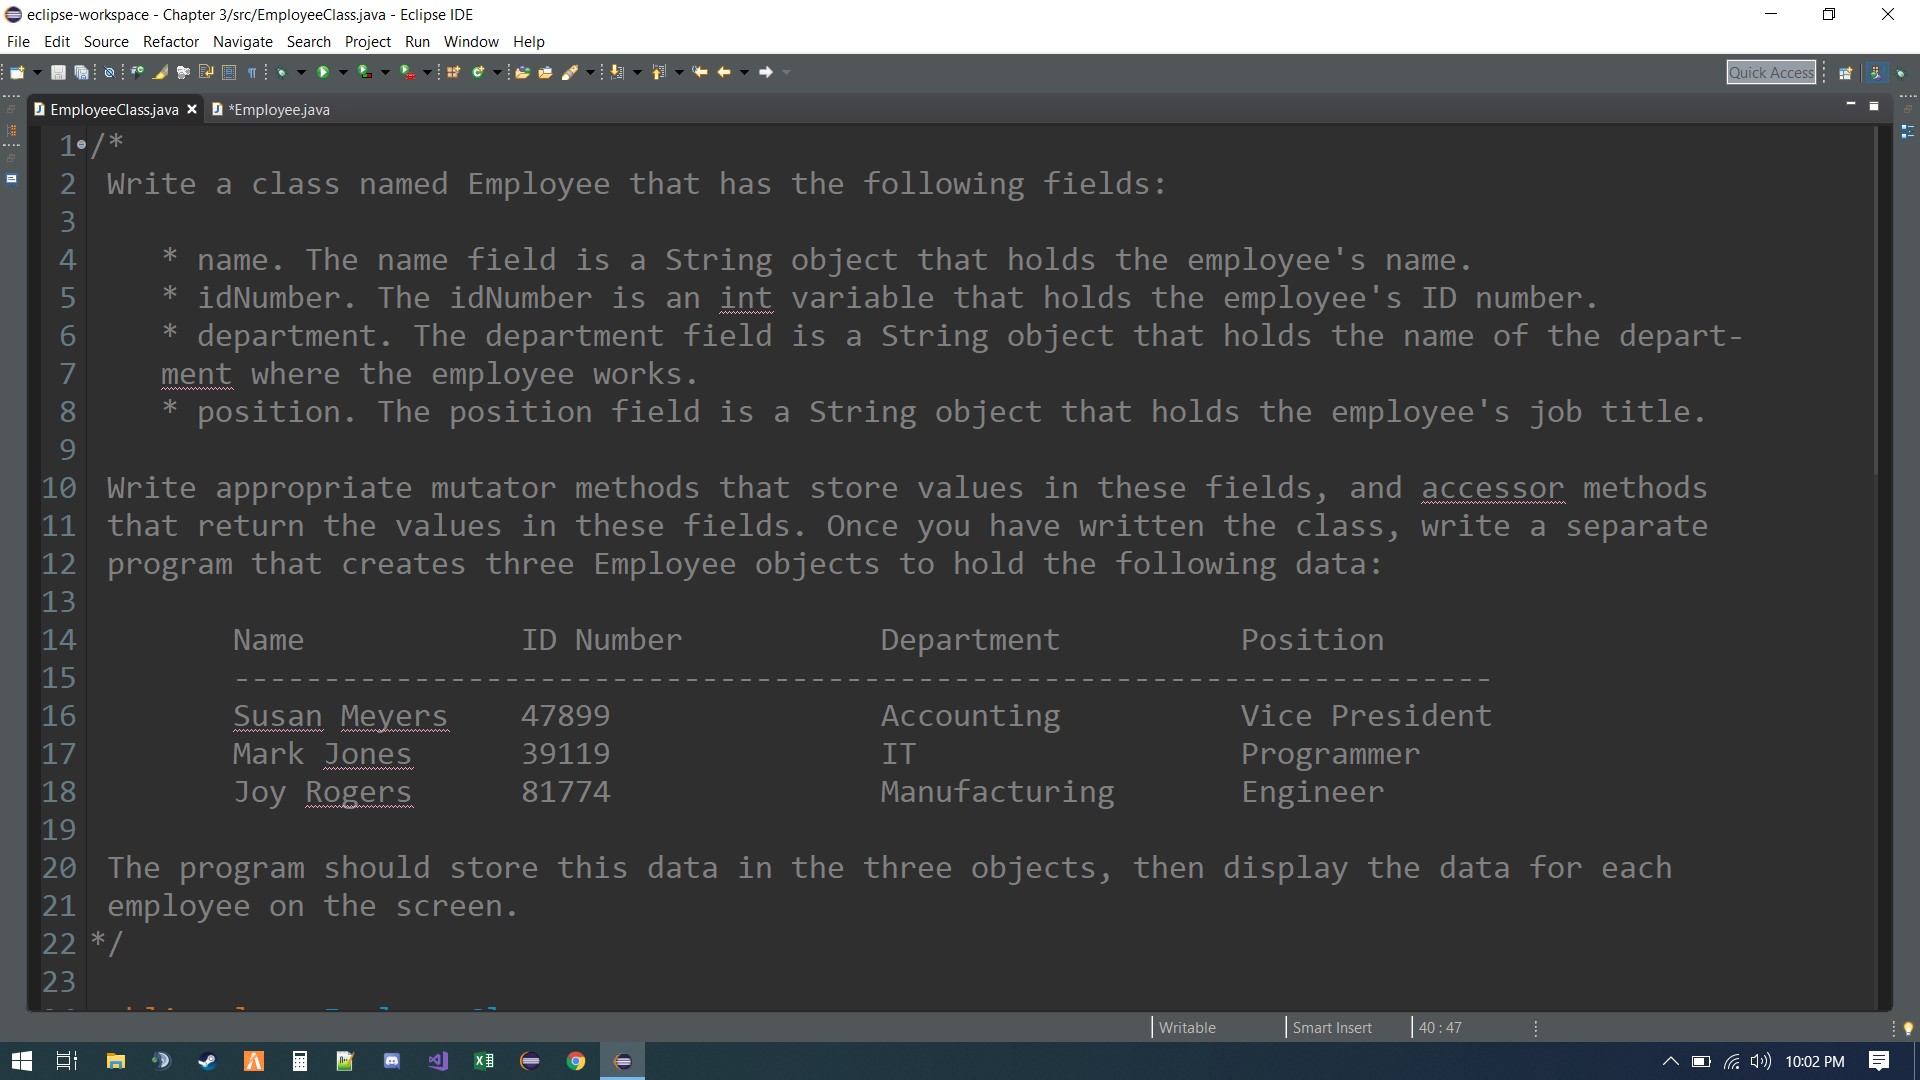 eclipse-workspace - Chapter 3/src/EmployeeClass.java - Eclipse IDE
File Edit Source Refactor Navigate Search Project Run Window Help
Quick Access
EmployeeClass.java *Employee.java
1 /*
2 Write a class named Employee that has the following fields:
3
4 * name. The name field is a String object that holds the employee's name.
5 * idNumber. The idNumber is an int variable that holds the employee's ID number.
6 * department. The department field is a String object that holds the name of the depart-
7 ment where the employee works.
8 * position. The position field is a String object that holds the employee's job title.
9
10 Write appropriate mutator methods that store values in these fields, and accessor methods
11 that return the values in these fields. Once you have written the class, write a separate
12 program that creates three Employee objects to hold the following data:
13
14 Name ID Number Department Position
15 ----------------------------------------------------------------------
16 Susan Meyers 47899 Accounting Vice President
17 Mark Jones 39119 IT Programmer
18 Joy Rogers 81774 Manufacturing Engineer
19
20 The program should store this data in the three objects, then display the data for each
21 employee on the screen.
22 */
23
Writable Smart Insert 40 : 47
10:02 PM